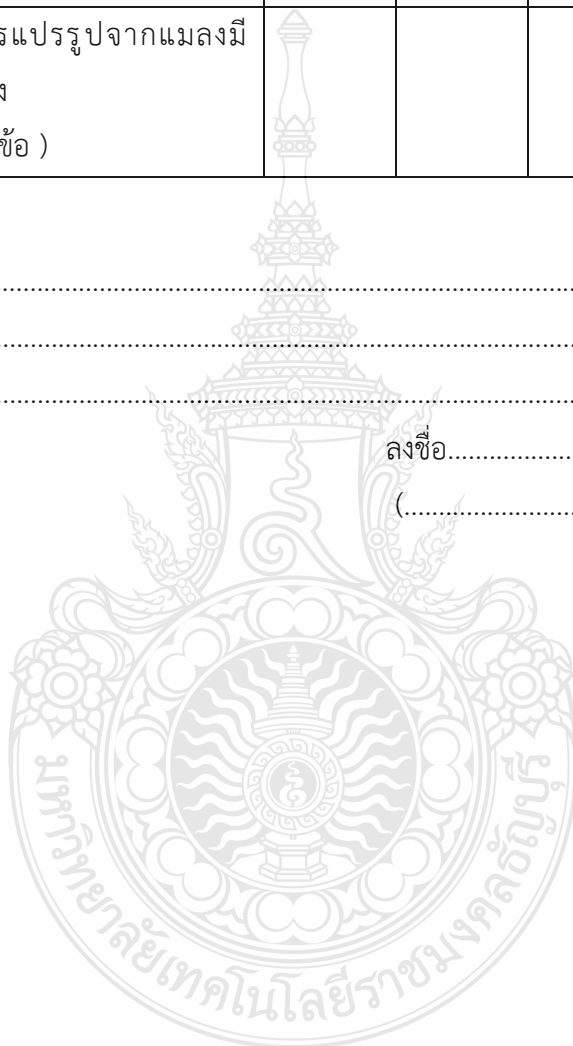 รแปรรูปจากแมลงมี
ง
ข้อ )
................................................................................
................................................................................
................................................................................
ลงชื่อ..................
(........................
มหาวิทยาลัยเทคโนโลยีราชมงคลธัญบุรี